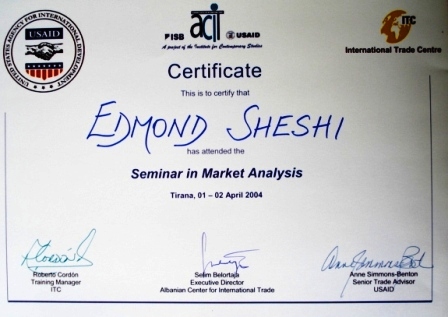 UNITED STATES AGENCY FOR INTERNATIONAL DEVELOPMENT
USAID
PISB
acit
USAID
A project of the Institute for Contemporary Studies
ITC
International Trade Centre
Certificate
This is to certify that
EDMOND SHESHI
has attended the
Seminar in Market Analysis
Tirana, 01 – 02 April 2004
Roberto Cordón
Training Manager
ITC
Selim Belortaja
Executive Director
Albanian Center for International Trade
Anne Simmons-Benton
Senior Trade Advisor
USAID